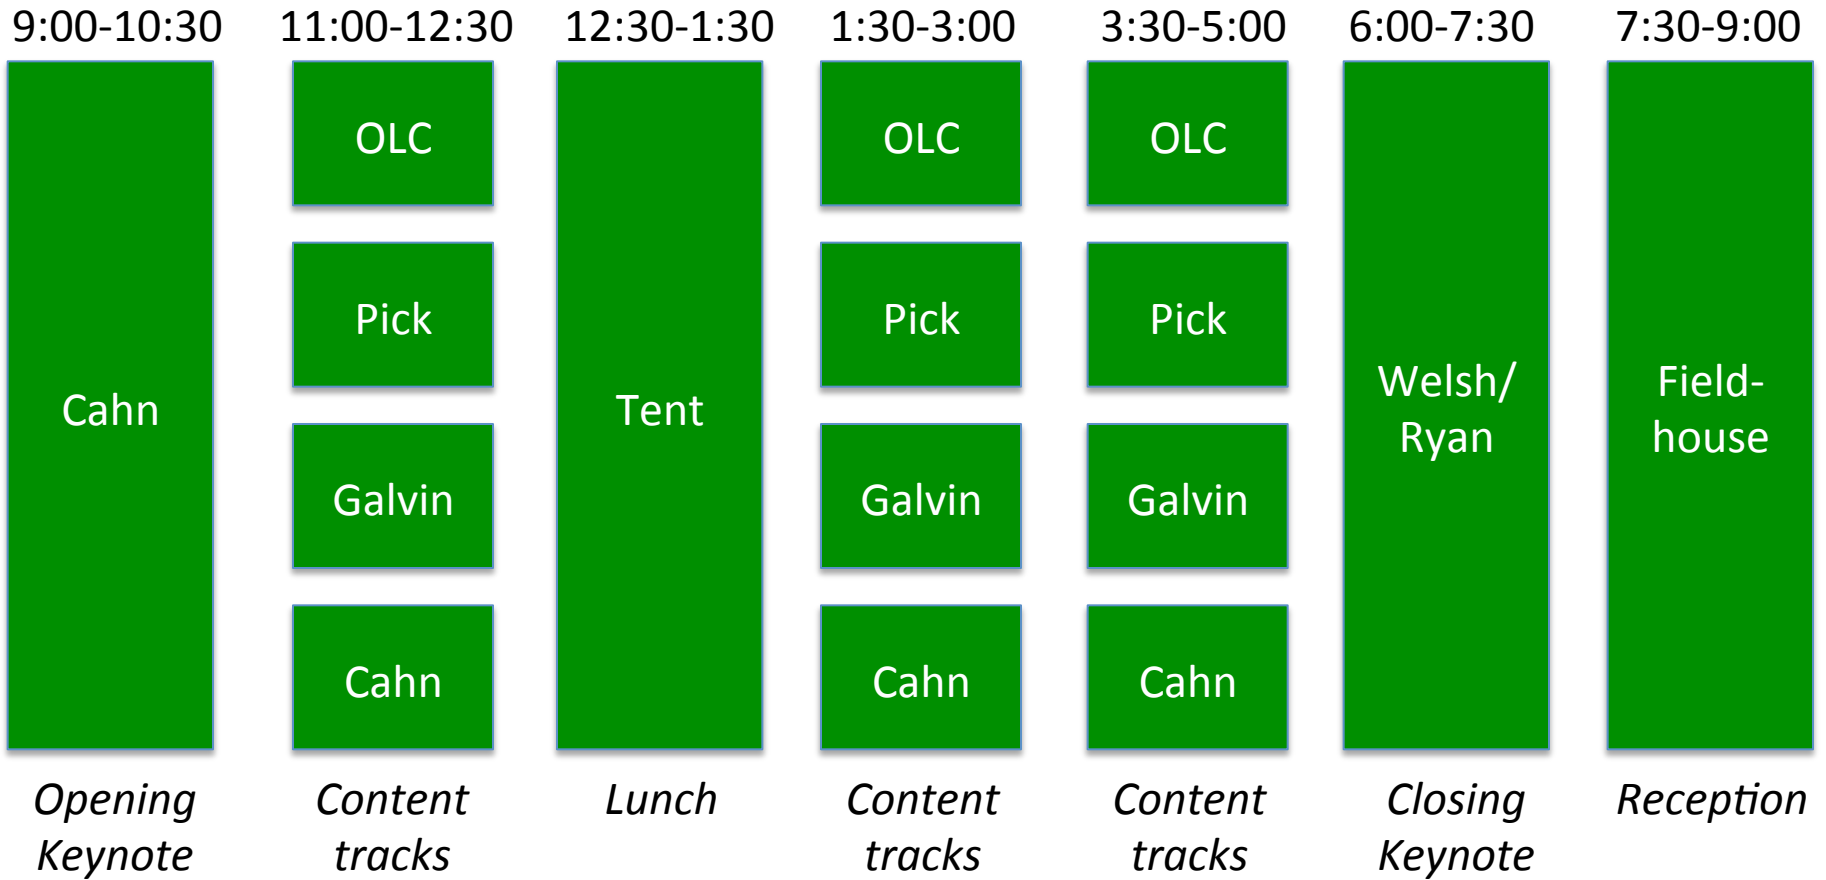 9:00-10:30 11:00-12:30 12:30-1:30 1:30-3:00 3:30-5:00 6:00-7:30 7:30-9:00
OLC OLC OLC
Pick Pick Pick
Cahn Tent Welsh/
Ryan Field-
house
Galvin Galvin Galvin
Cahn Cahn Cahn
Opening
Keynote
Content
tracks
Lunch
Content
tracks
Content
tracks
Closing
Keynote
Reception